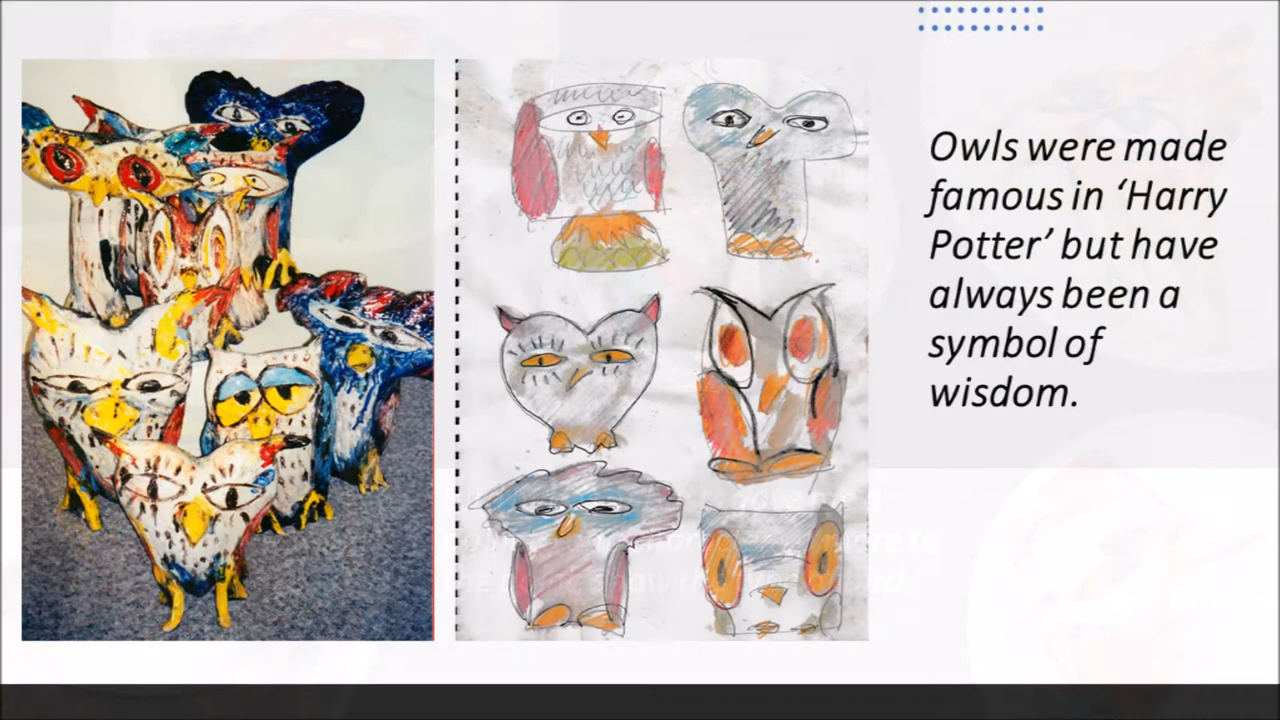 Owls were made
famous in ‘Harry
Potter’ but have
always been a
symbol of
wisdom.